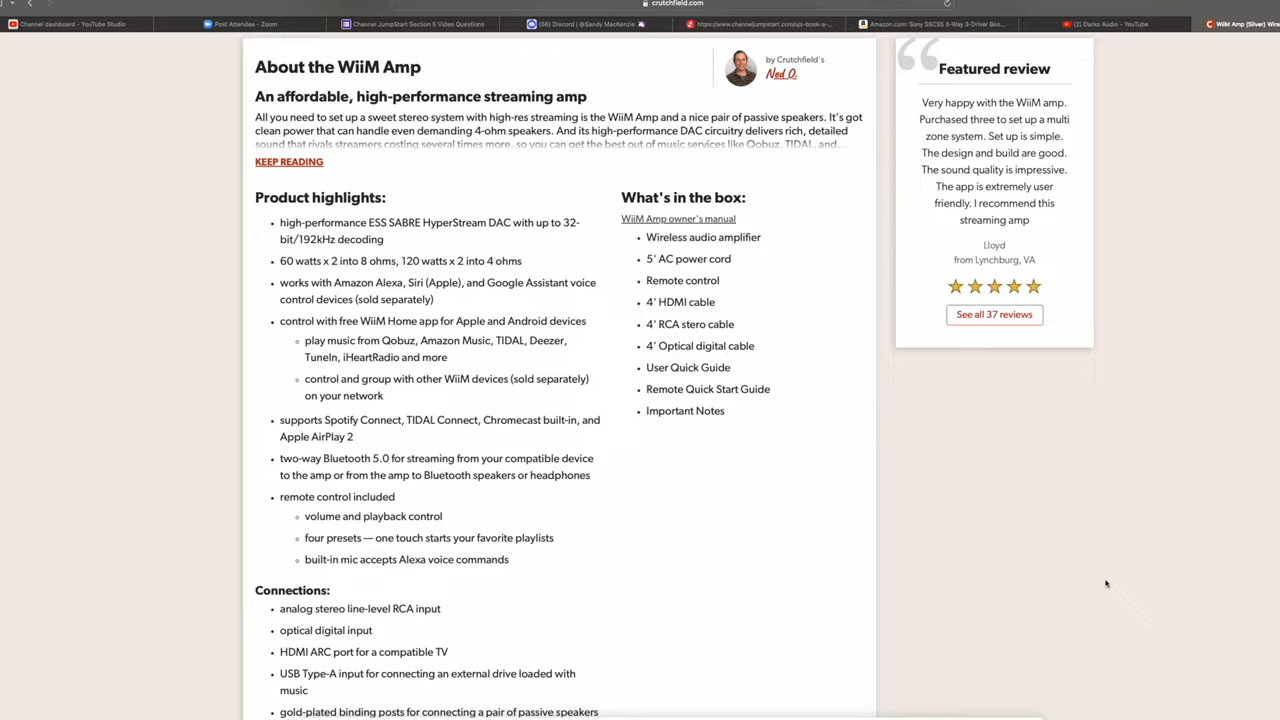 crutchfield.com
Channel dashboard - YouTube Studio
Post Attendee - Zoom
Channel JumpStart Section 5 Video Questions
(56) Discord | @Sandy MacKenzie
https://www.channeljumpstart.com/ujs-book-a-...
Amazon.com: Sony SSCS5 3-Way 3-Driver Boo...
(2) Darko Audio - YouTube
WiiM Amp (Silver) Wire
About the WiiM Amp
by Crutchfield's
Ned O.
An affordable, high-performance streaming amp
All you need to set up a sweet stereo system with high-res streaming is the WiiM Amp and a nice pair of passive speakers. It's got
clean power that can handle even demanding 4-ohm speakers. And its high-performance DAC circuitry delivers rich, detailed
sound that rivals streamers costing several times more, so you can get the best out of music services like Qobuz, TIDAL, and...
KEEP READING
Product highlights:
• high-performance ESS SABRE HyperStream DAC with up to 32-
bit/192kHz decoding
• 60 watts x 2 into 8 ohms, 120 watts x 2 into 4 ohms
• works with Amazon Alexa, Siri (Apple), and Google Assistant voice
control devices (sold separately)
• control with free WiiM Home app for Apple and Android devices
◦ play music from Qobuz, Amazon Music, TIDAL, Deezer,
TuneIn, iHeartRadio and more
◦ control and group with other WiiM devices (sold separately)
on your network
• supports Spotify Connect, TIDAL Connect, Chromecast built-in, and
Apple AirPlay 2
• two-way Bluetooth 5.0 for streaming from your compatible device
to the amp or from the amp to Bluetooth speakers or headphones
• remote control included
◦ volume and playback control
◦ four presets — one touch starts your favorite playlists
◦ built-in mic accepts Alexa voice commands
Connections:
• analog stereo line-level RCA input
• optical digital input
• HDMI ARC port for a compatible TV
• USB Type-A input for connecting an external drive loaded with
music
• gold-plated binding posts for connecting a pair of passive speakers
What's in the box:
WiiM Amp owner's manual
• Wireless audio amplifier
• 5' AC power cord
• Remote control
• 4' HDMI cable
• 4' RCA stero cable
• 4' Optical digital cable
• User Quick Guide
• Remote Quick Start Guide
• Important Notes
Featured review
Very happy with the WiiM amp.
Purchased three to set up a multi
zone system. Set up is simple.
The design and build are good.
The sound quality is impressive.
The app is extremely user
friendly. I recommend this
streaming amp
Lloyd
from Lynchburg, VA
See all 37 reviews